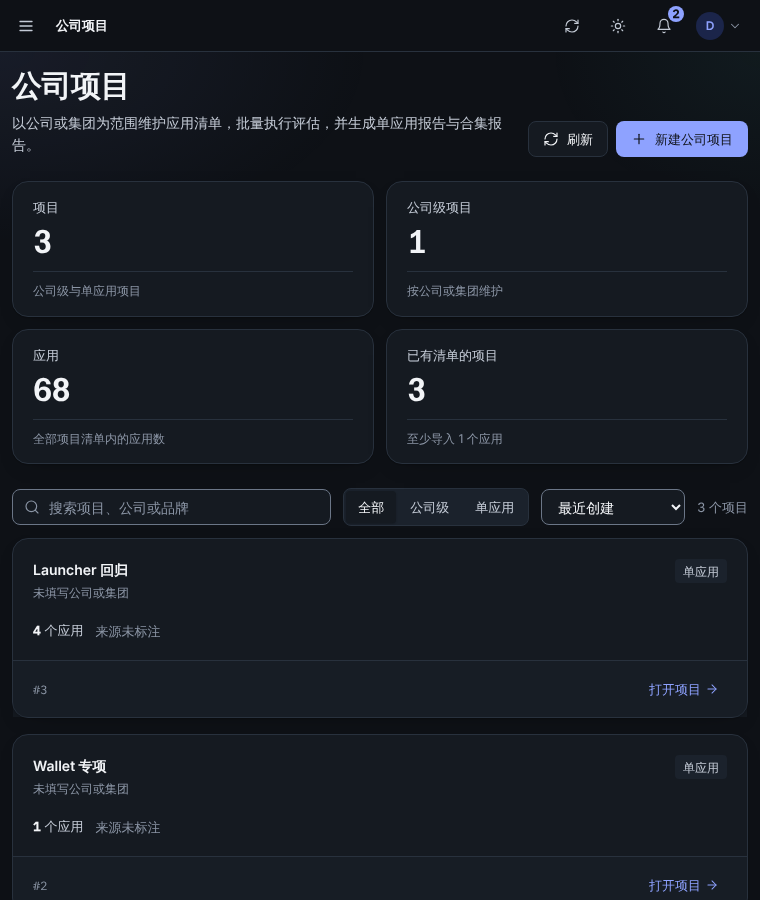 公司项目
2
D
公司项目
以公司或集团为范围维护应用清单，批量执行评估，并生成单应用报告与合集报
告。
刷新
新建公司项目
项目
3
公司级与单应用项目
公司级项目
1
按公司或集团维护
应用
68
全部项目清单内的应用数
已有清单的项目
3
至少导入 1 个应用
搜索项目、公司或品牌
全部
公司级
单应用
最近创建
3 个项目
Launcher 回归
单应用
未填写公司或集团
4 个应用
来源未标注
#3
打开项目
Wallet 专项
单应用
未填写公司或集团
1 个应用
来源未标注
#2
打开项目